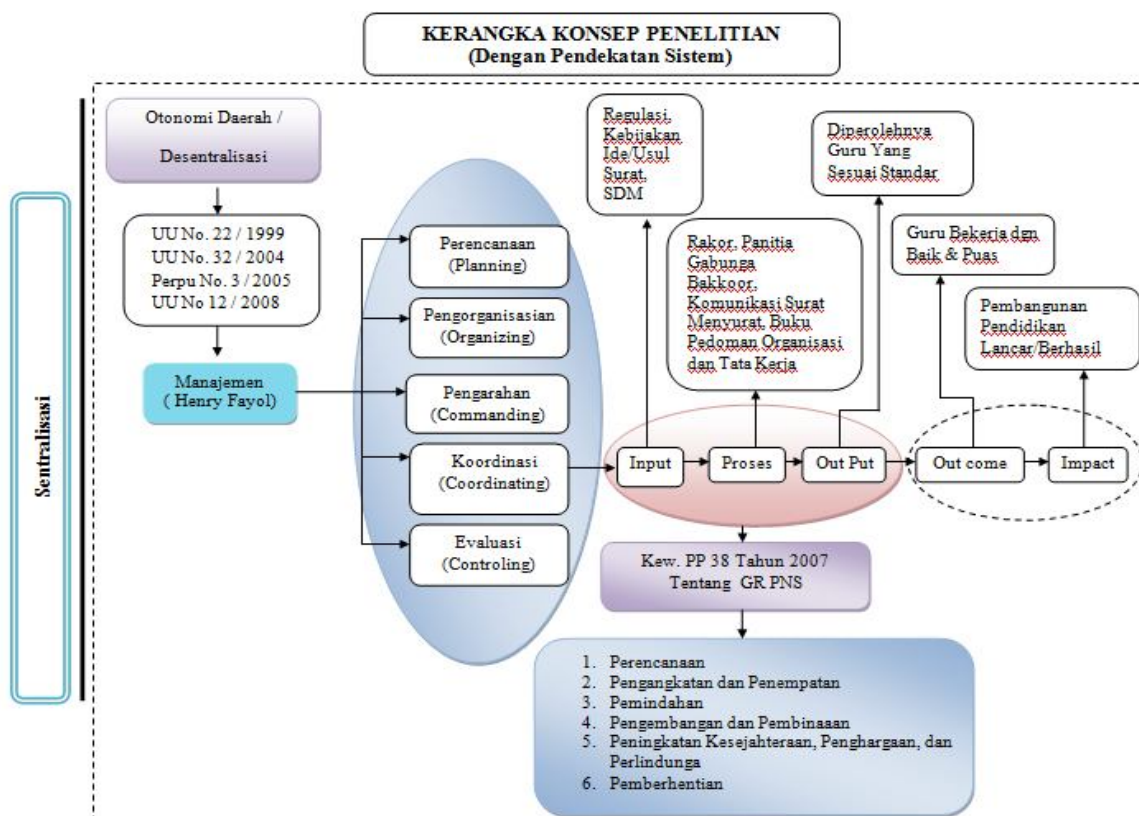 KERANGKA KONSEP PENELITIAN
(Dengan Pendekatan Sistem)
Sentralisasi
Otonomi Daerah /
Desentralisasi
UU No. 22 / 1999
UU No. 32 / 2004
Perpu No. 3 / 2005
UU No 12 / 2008
Manajemen
( Henry Fayol)
Perencanaan
(Planning)
Pengorganisasian
(Organizing)
Pengarahan
(Commanding)
Koordinasi
(Coordinating)
Evaluasi
(Controling)
Regulasi,
Kebijakan
Ide/Usul
Surat,
SDM
Rakor, Panitia
Gabunga
Bakkoor,
Komunikasi Surat
Menyurat, Buku
Pedoman Organisasi
dan Tata Kerja
Diperolehnya
Guru Yang
Sesuai Standar
Guru Bekerja dgn
Baik & Puas
Pembangunan
Pendidikan
Lancar/Berhasil
Input
Proses
Out Put
Out come
Impact
Kew. PP 38 Tahun 2007
Tentang GR PNS
1. Perencanaan
2. Pengangkatan dan Penempatan
3. Pemindahan
4. Pengembangan dan Pembinaaan
5. Peningkatan Kesejahteraan, Penghargaan, dan
Perlindunga
6. Pemberhentian